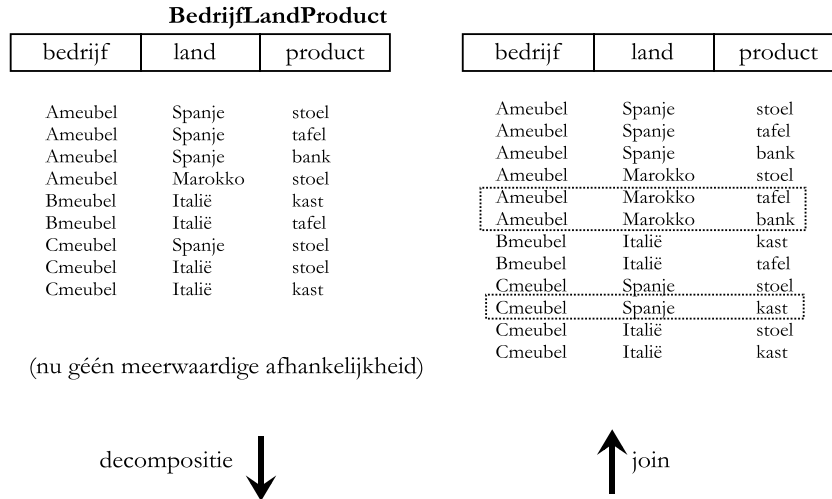 BedrijfLandProduct
bedrijf land product
Ameubel Spanje stoel
Ameubel Spanje tafel
Ameubel Spanje bank
Ameubel Marokko stoel
Bmeubel Italië kast
Bmeubel Italië tafel
Cmeubel Spanje stoel
Cmeubel Italië stoel
Cmeubel Italië kast
(nu géén meerwaardige afhankelijkheid)
decompositie
bedrijf land product
Ameubel Spanje stoel
Ameubel Spanje tafel
Ameubel Spanje bank
Ameubel Marokko stoel
Ameubel Marokko tafel
Ameubel Marokko bank
Bmeubel Italië kast
Bmeubel Italië tafel
Cmeubel Spanje stoel
Cmeubel Spanje kast
Cmeubel Italië stoel
Cmeubel Italië kast
join